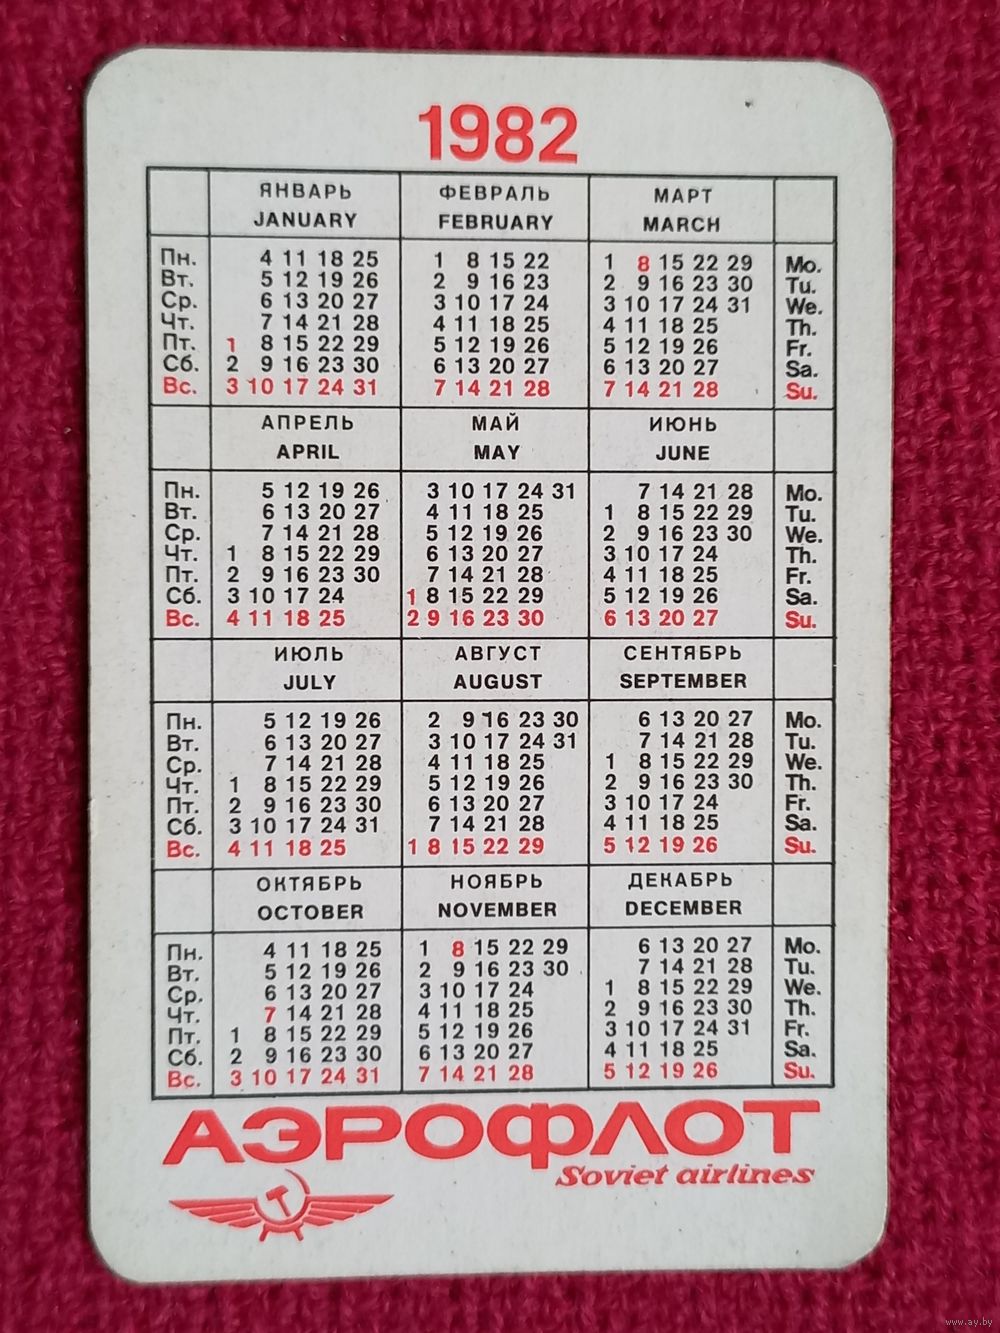 1982
ЯНВАРЬ ФЕВРАЛЬ МАРТ
JANUARY FEBRUARY MARCH
Пн. 4 11 18 25 1 8 15 22 1 8 15 22 29 Mo.
Вт. 5 12 19 26 2 9 16 23 2 9 16 23 30 Tu.
Ср. 6 13 20 27 3 10 17 24 3 10 17 24 31 We.
Чт. 7 14 21 28 4 11 18 25 4 11 18 25 Th.
Пт. 1 8 15 22 29 5 12 19 26 5 12 19 26 Fr.
Сб. 2 9 16 23 30 6 13 20 27 6 13 20 27 Sa.
Вс. 3 10 17 24 31 7 14 21 28 7 14 21 28 Su.
АПРЕЛЬ МАЙ ИЮНЬ
APRIL MAY JUNE
Пн. 5 12 19 26 3 10 17 24 31 7 14 21 28 Mo.
Вт. 6 13 20 27 4 11 18 25 1 8 15 22 29 Tu.
Ср. 7 14 21 28 5 12 19 26 2 9 16 23 30 We.
Чт. 1 8 15 22 29 6 13 20 27 3 10 17 24 Th.
Пт. 2 9 16 23 30 7 14 21 28 4 11 18 25 Fr.
Сб. 3 10 17 24 1 8 15 22 29 5 12 19 26 Sa.
Вс. 4 11 18 25 2 9 16 23 30 6 13 20 27 Su.
ИЮЛЬ АВГУСТ СЕНТЯБРЬ
JULY AUGUST SEPTEMBER
Пн. 5 12 19 26 2 9 16 23 30 6 13 20 27 Mo.
Вт. 6 13 20 27 3 10 17 24 31 7 14 21 28 Tu.
Ср. 7 14 21 28 4 11 18 25 1 8 15 22 29 We.
Чт. 1 8 15 22 29 5 12 19 26 2 9 16 23 30 Th.
Пт. 2 9 16 23 30 6 13 20 27 3 10 17 24 Fr.
Сб. 3 10 17 24 31 7 14 21 28 4 11 18 25 Sa.
Вс. 4 11 18 25 1 8 15 22 29 5 12 19 26 Su.
ОКТЯБРЬ НОЯБРЬ ДЕКАБРЬ
OCTOBER NOVEMBER DECEMBER
Пн. 4 11 18 25 1 8 15 22 29 6 13 20 27 Mo.
Вт. 5 12 19 26 2 9 16 23 30 7 14 21 28 Tu.
Ср. 6 13 20 27 3 10 17 24 1 8 15 22 29 We.
Чт. 7 14 21 28 4 11 18 25 2 9 16 23 30 Th.
Пт. 1 8 15 22 29 5 12 19 26 3 10 17 24 31 Fr.
Сб. 2 9 16 23 30 6 13 20 27 4 11 18 25 Sa.
Вс. 3 10 17 24 31 7 14 21 28 5 12 19 26 Su.
АЭРОФЛОТ
Soviet airlines
www.ay.by